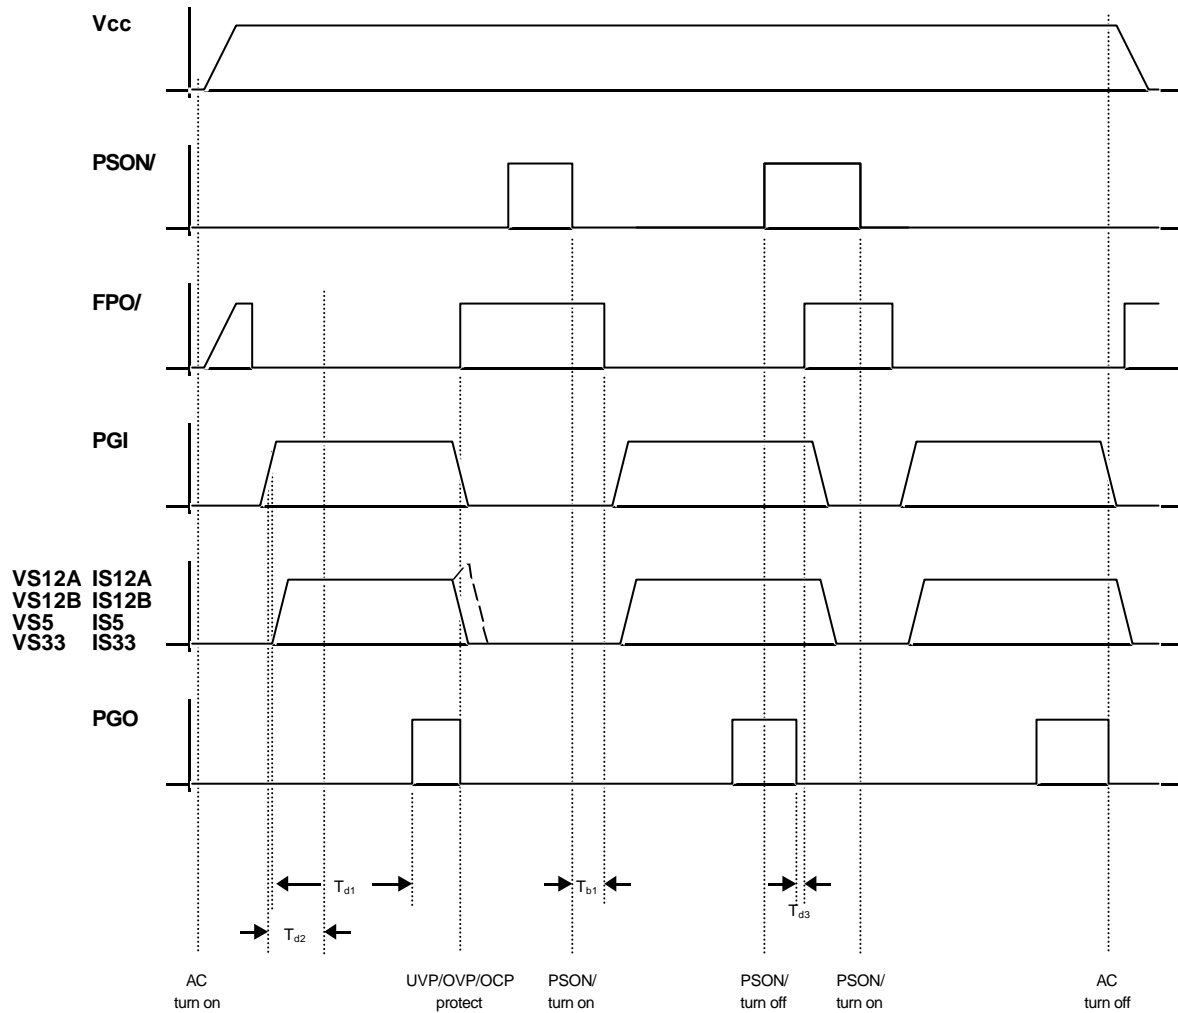 Vcc
PSON/
FPO/
PGI
VS12A IS12A
VS12B IS12B
VS5 IS5
VS33 IS33
PGO
Td1
Tb1
Td3
Td2
AC
turn on
UVP/OVP/OCP
protect
PSON/
turn on
PSON/
turn off
PSON/
turn on
AC
turn off